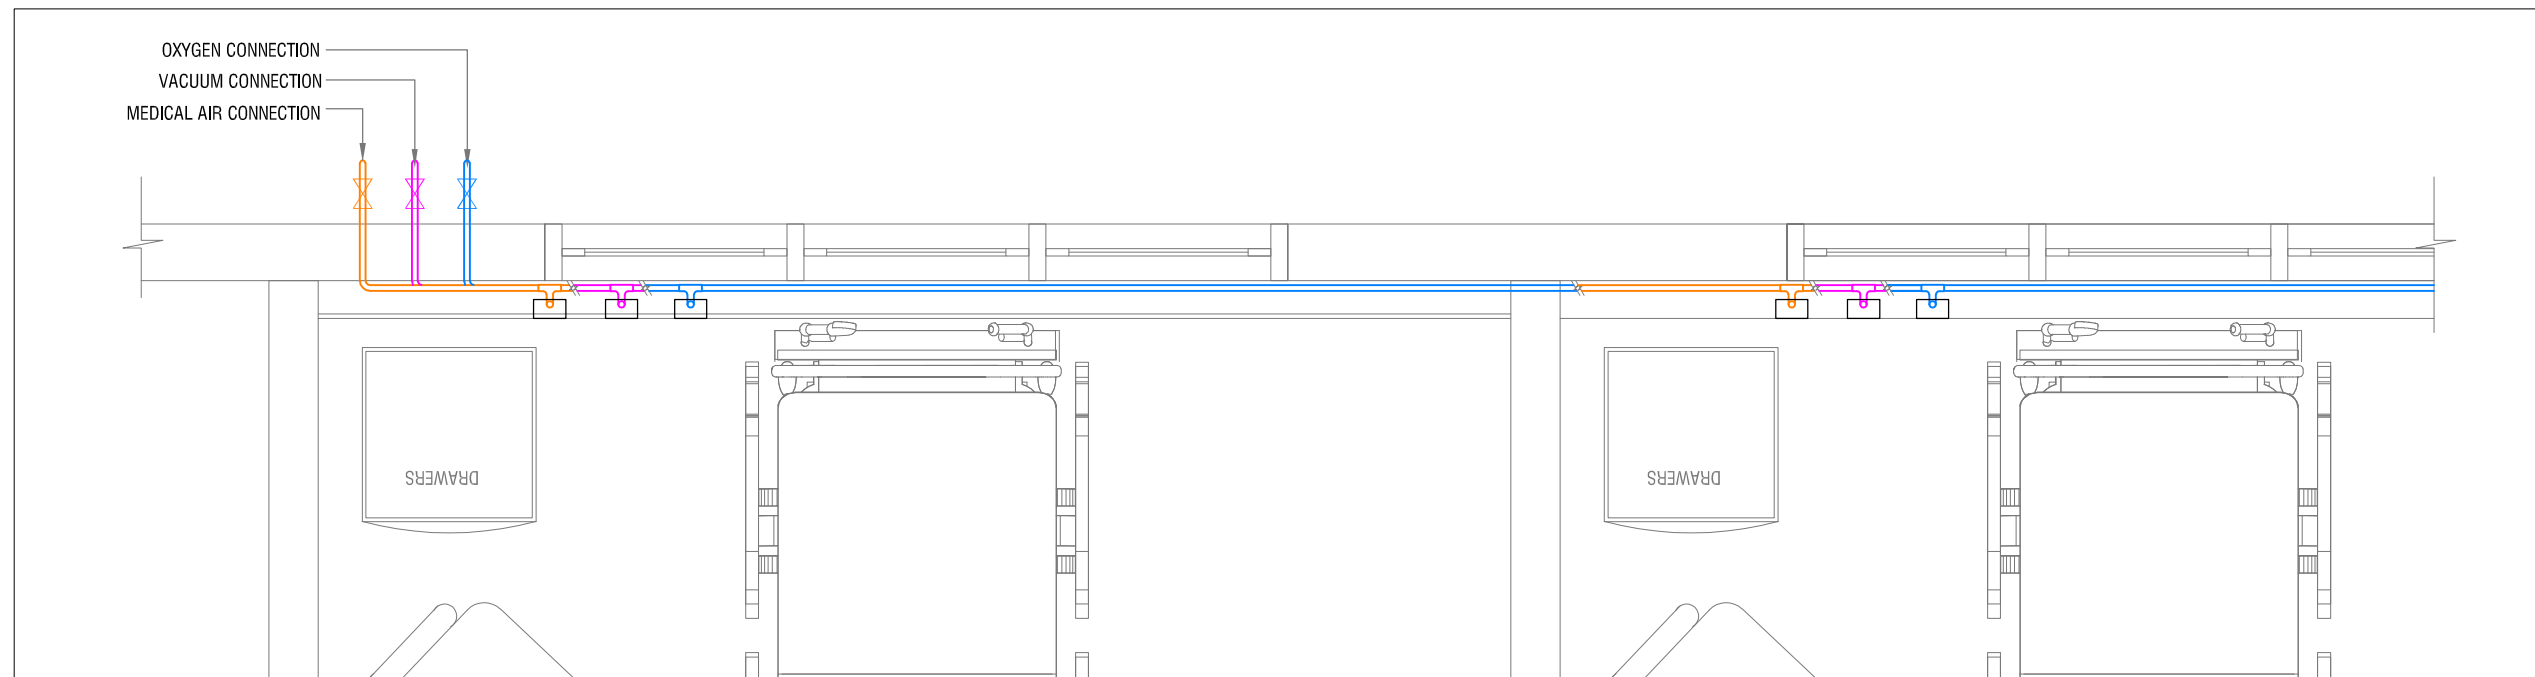 OXYGEN CONNECTION
VACUUM CONNECTION
MEDICAL AIR CONNECTION
DRAWERS
DRAWERS